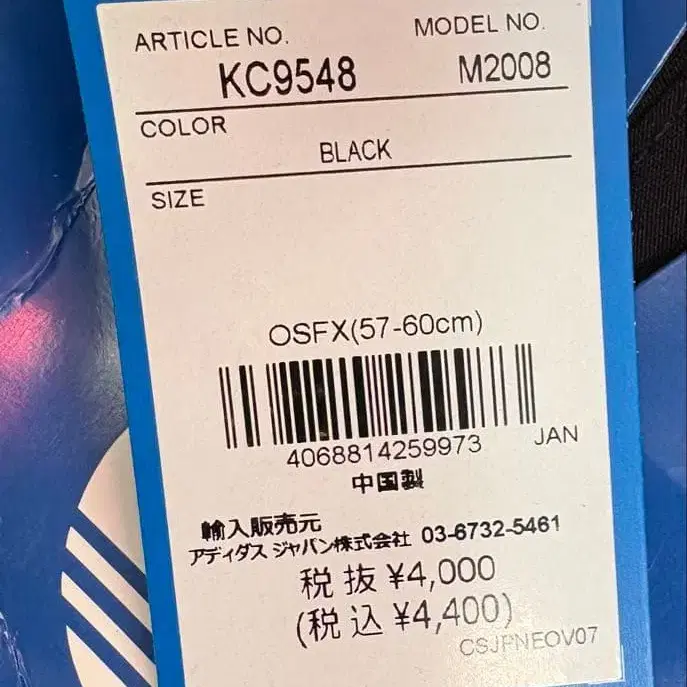 ARTICLE NO. MODEL NO.
KC9548 M2008
COLOR
BLACK
SIZE
OSFX(57-60cm)
4068814259973 JAN
中国製
輸入販売元
アディダス ジャパン株式会社 03-6732-5461
税抜 ¥4,000
(税込 ¥4,400)
CSJPNEOV07